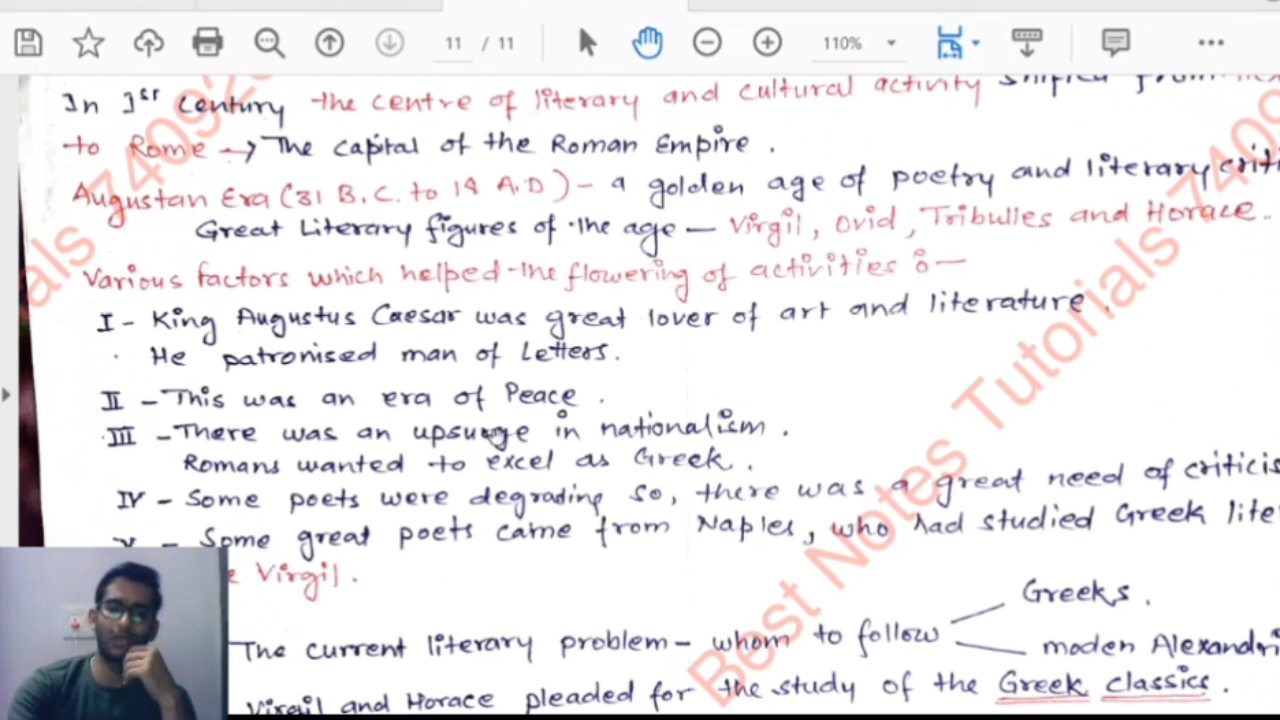 11 / 11
110%
In 1st century the centre of literary and cultural activity shifted from
to Rome → The capital of the Roman Empire.
Augustan Era (31 B.C. to 14 A.D) - a golden age of poetry and literary
Great Literary figures of the age - Virgil, Ovid, Tribulles and Horace.
Various factors which helped the flowering of activities :-
I - King Augustus Caesar was great lover of art and literature.
He patronised man of Letters.
II - This was an era of Peace.
III - There was an upsurge in nationalism.
Romans wanted to excel as Greek.
IV - Some poets were degrading so, there was a great need of
V - Some great poets came from Naples, who had studied Greek
Virgil.
Greeks.
The current literary problem - whom to follow
moden
Virgil and Horace pleaded for the study of the Greek classics.
Best Notes Tutorials 7409